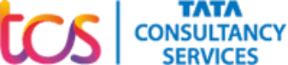 tcs
TATA
CONSULTANCY
SERVICES